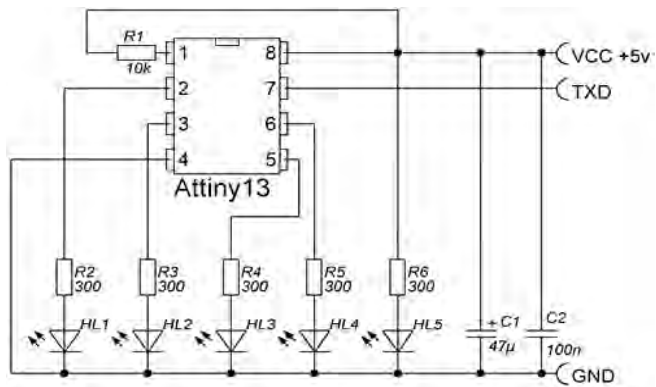 R1
10k
1 8
2 7
3 6
4 5
Attiny13
VCC +5v
TXD
R2
300
R3
300
R4
300
R5
300
R6
300
HL1
HL2
HL3
HL4
HL5
+ C1
47µ
C2
100n
GND